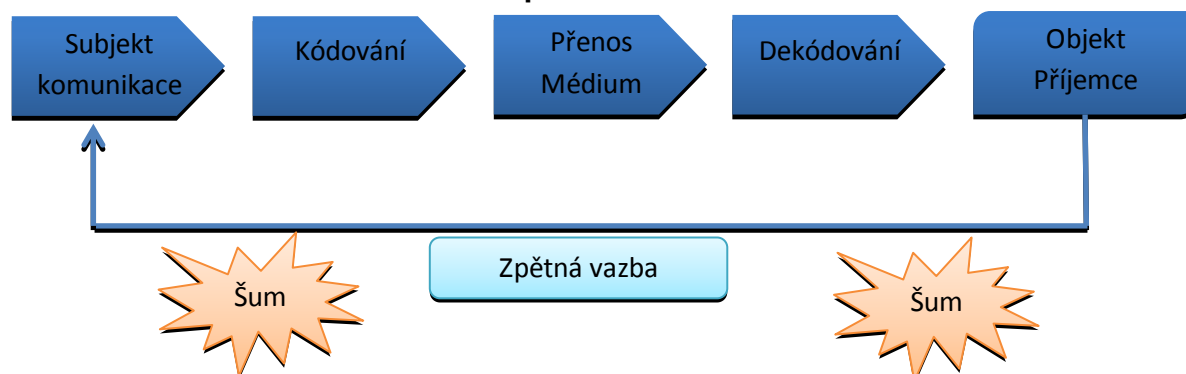 Subjekt
komunikace
Kódování
Přenos
Médium
Dekódování
Objekt
Příjemce
Zpětná vazba
Šum
Šum